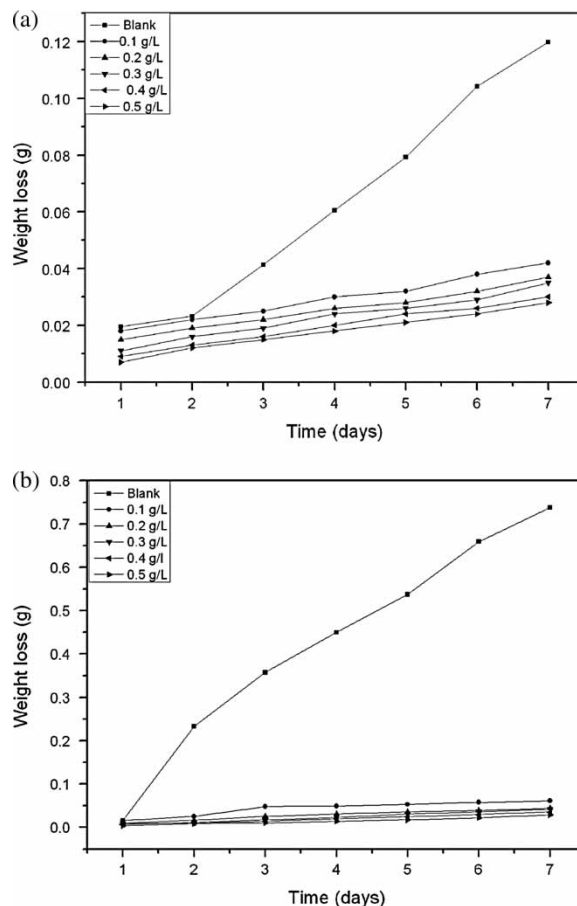 (a)
Blank
0.1 g/L
0.2 g/L
0.3 g/L
0.4 g/L
0.5 g/L
0.12
0.10
0.08
0.06
0.04
0.02
0.00
Weight loss (g)
1 2 3 4 5 6 7
Time (days)
(b)
Blank
0.1 g/L
0.2 g/L
0.3 g/L
0.4 g/l
0.5 g/L
0.8
0.7
0.6
0.5
0.4
0.3
0.2
0.1
0.0
Weight loss (g)
1 2 3 4 5 6 7
Time (days)